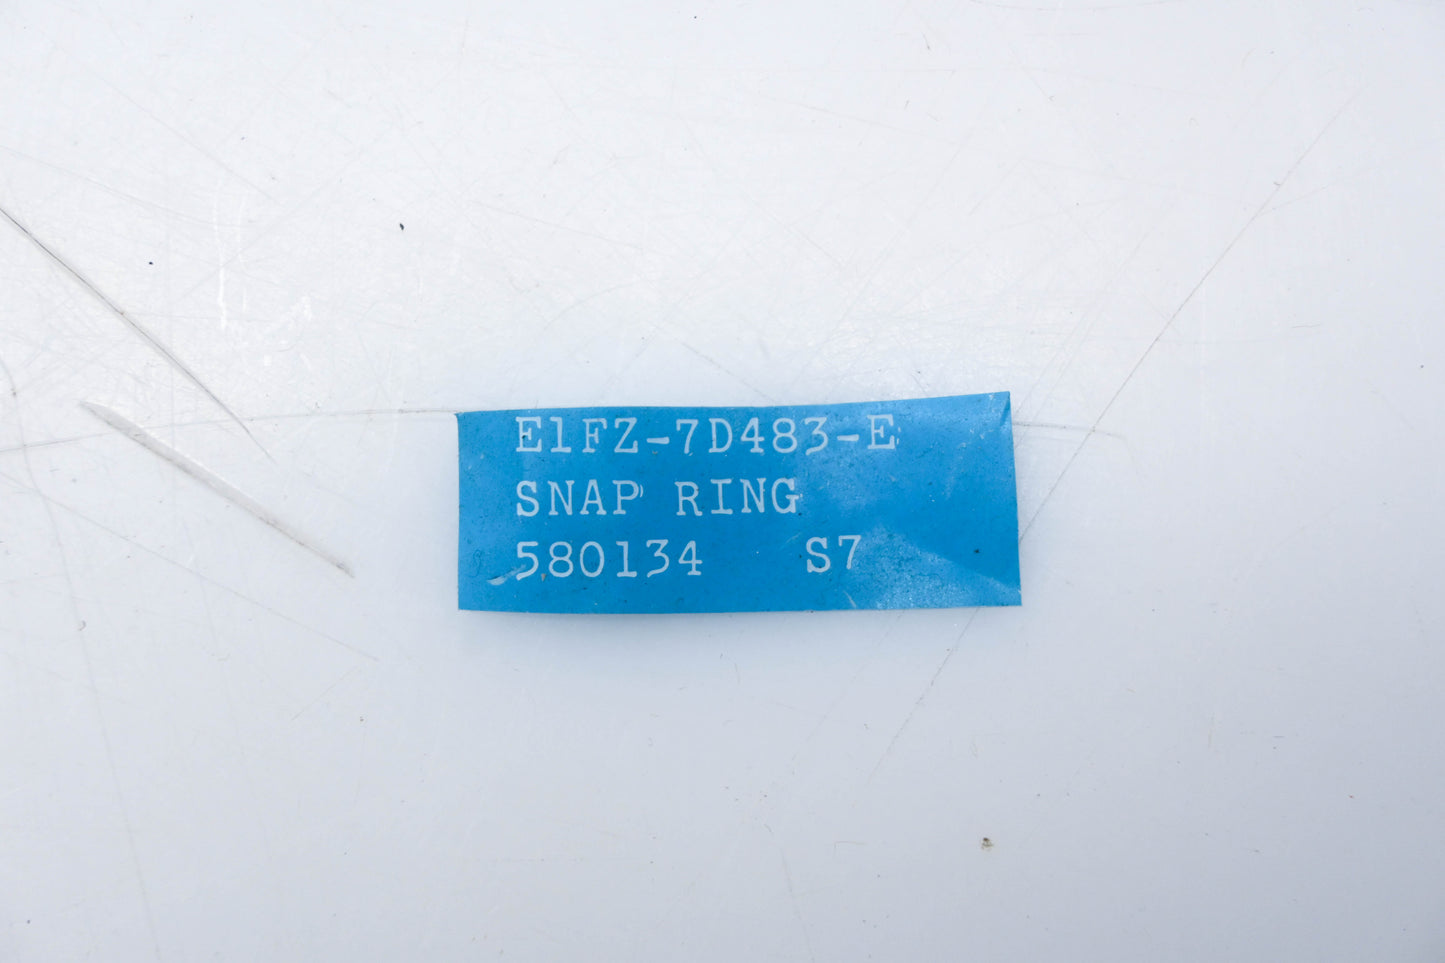 E1FZ-7D483-E
SNAP RING
580134 S7